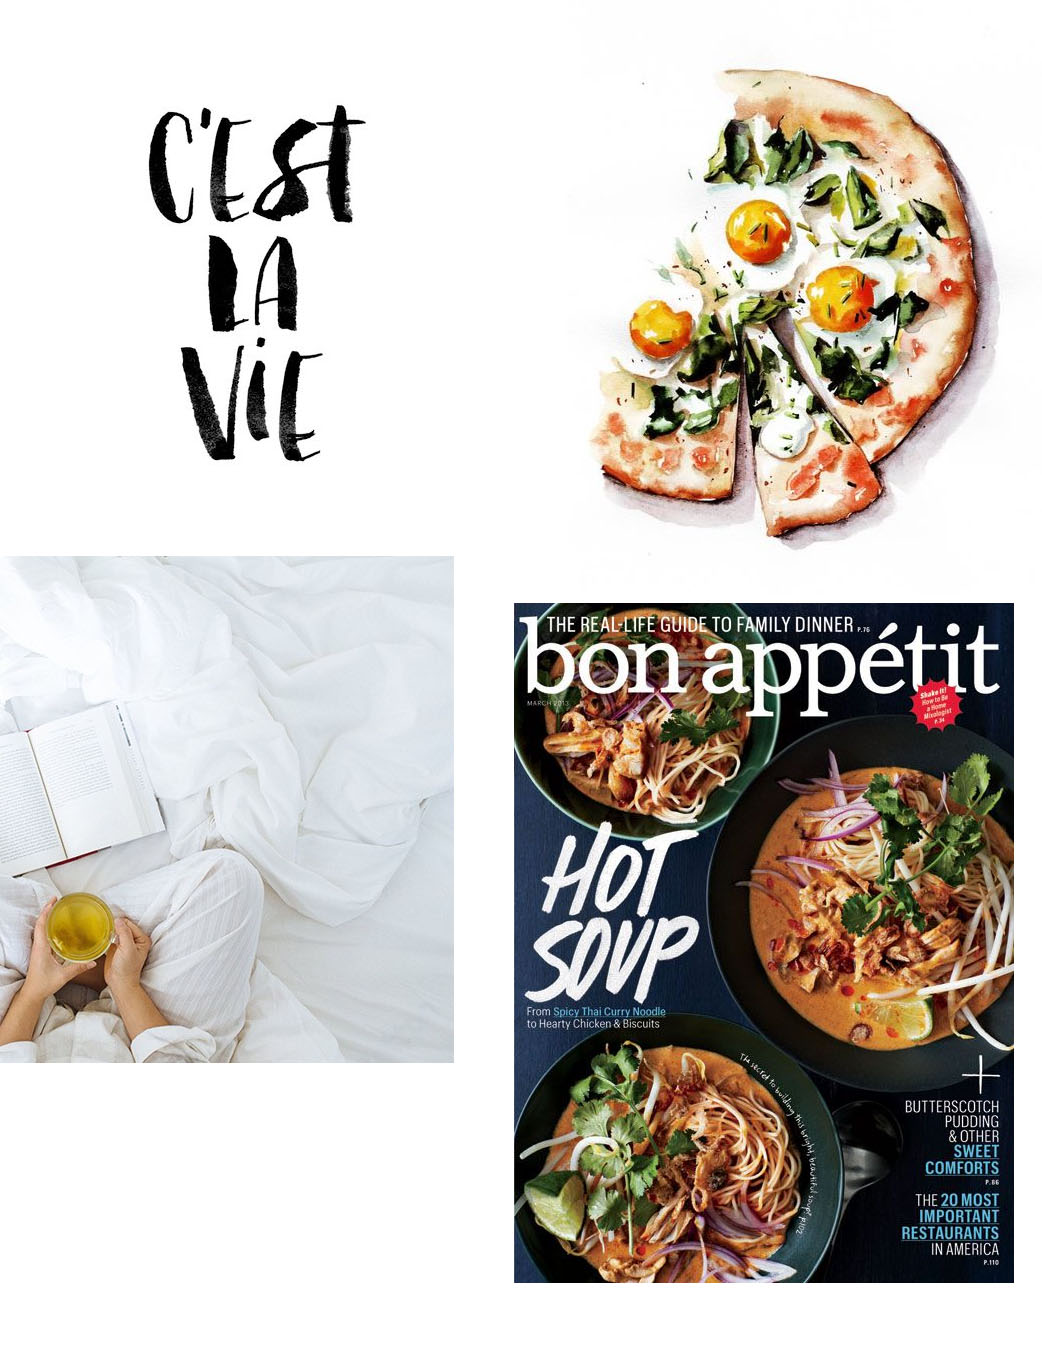 C'EST
LA
ViE
THE REAL-LIFE GUIDE TO FAMILY DINNER P.76
bon appétit
MARCH 2013
Shake It!
How to Be
a Home
Mixologist
P.34
HOT
SOUP
From Spicy Thai Curry Noodle
to Hearty Chicken & Biscuits
The secret to building this bright, beautiful soup! p102
BUTTERSCOTCH
PUDDING
& OTHER
SWEET
COMFORTS
P.86
THE 20 MOST
IMPORTANT
RESTAURANTS
IN AMERICA
P.110